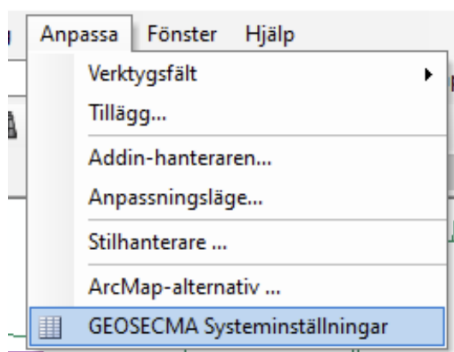 Anpassa Fönster Hjälp
Verktygsfält
Tillägg...
Addin-hanteraren...
Anpassningsläge...
Stilhanterare ...
ArcMap-alternativ ...
GEOSECMA Systeminställningar